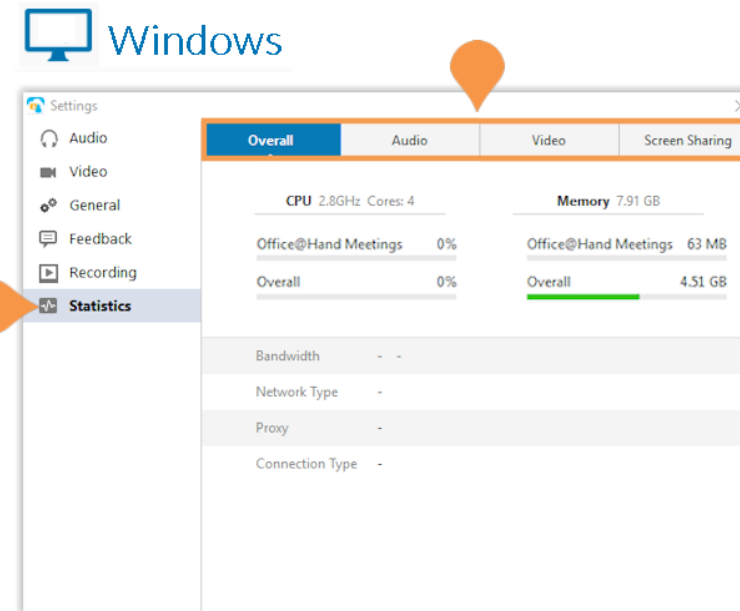 Windows
Settings
Audio
Video
General
Feedback
Recording
Statistics
Overall Audio Video Screen Sharing
CPU 2.8GHz Cores: 4 Memory 7.91 GB
Office@Hand Meetings 0% Office@Hand Meetings 63 MB
Overall 0% Overall 4.51 GB
Bandwidth - -
Network Type -
Proxy -
Connection Type -